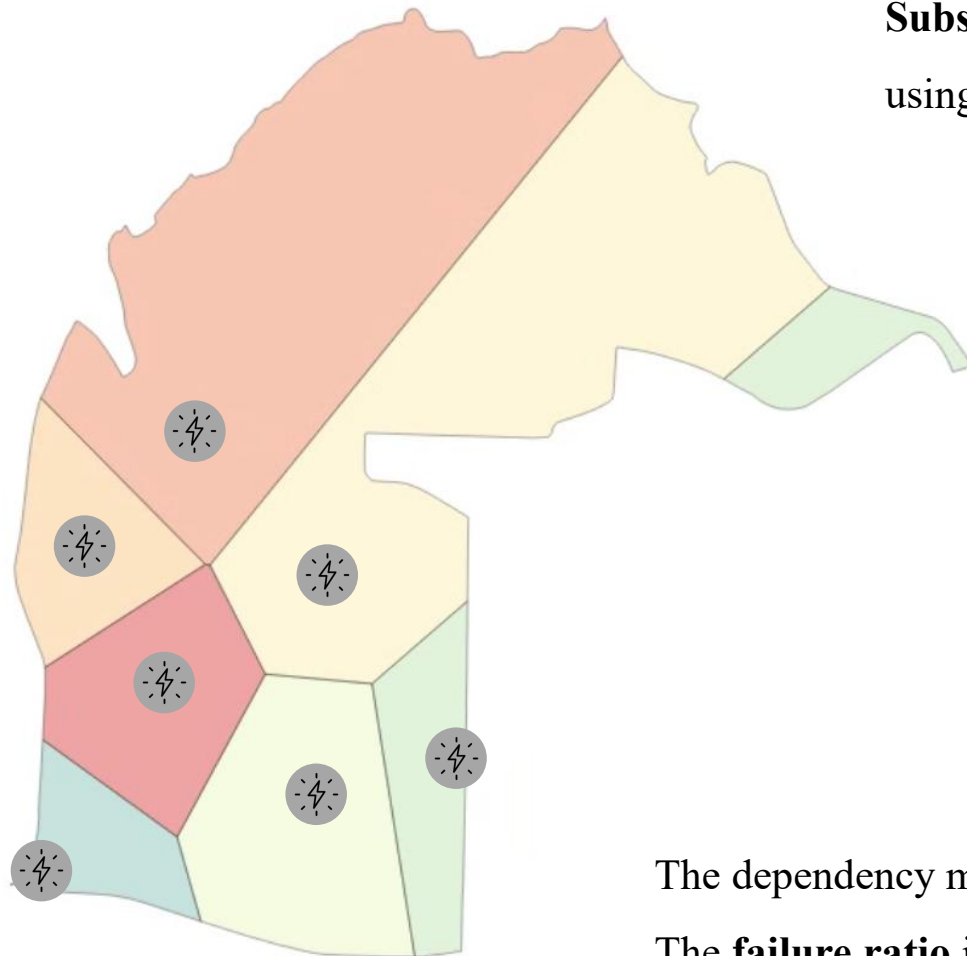 Subs
using
The dependency m
The failure ratio i